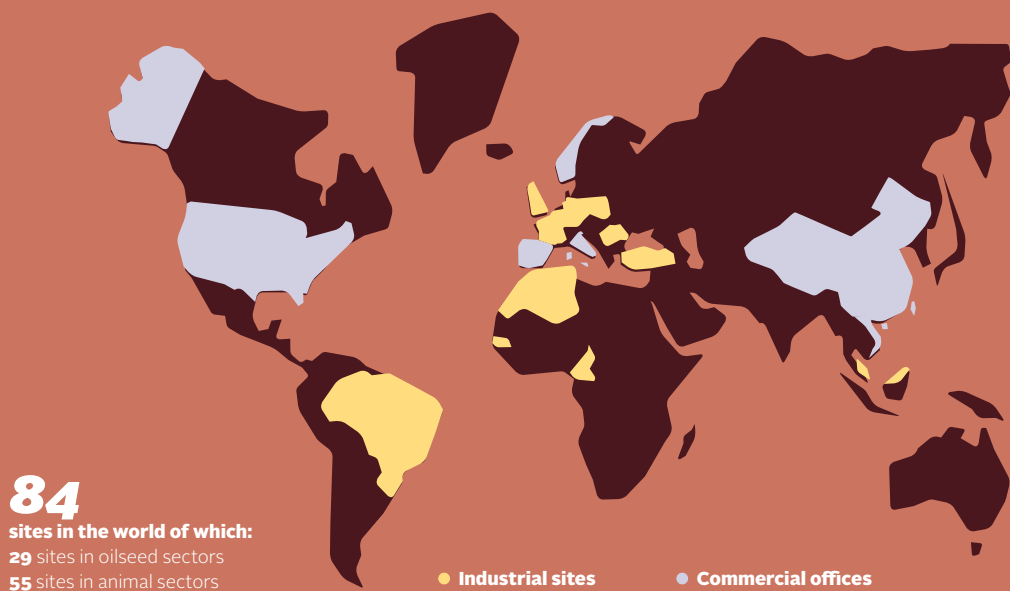 84
sites in the world of which:
29 sites in oilseed sectors
55 sites in animal sectors
Industrial sites
Commercial offices